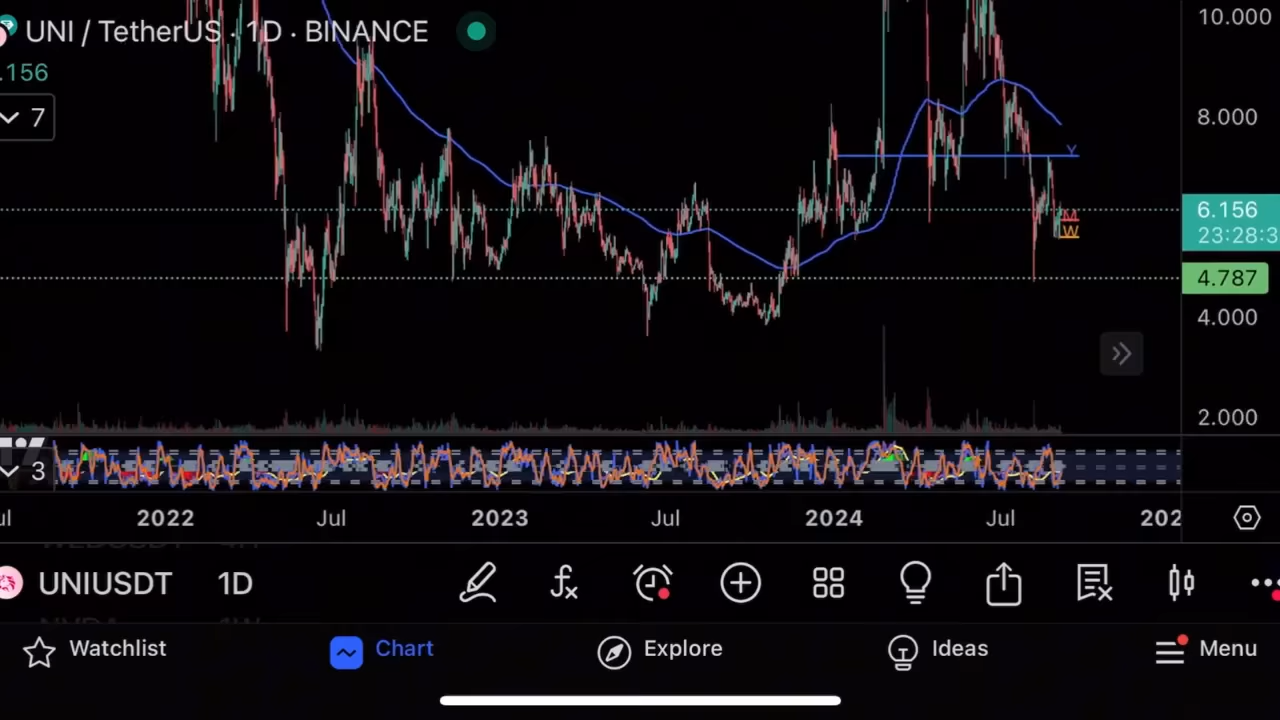 UNI / TetherUS · 1D · BINANCE
.156
7
10.000
8.000
Y
6.156
23:28:3
M
W
4.787
4.000
2.000
3
ul
2022
Jul
2023
Jul
2024
Jul
202
UNIUSDT 1D
Watchlist
Chart
Explore
Ideas
Menu